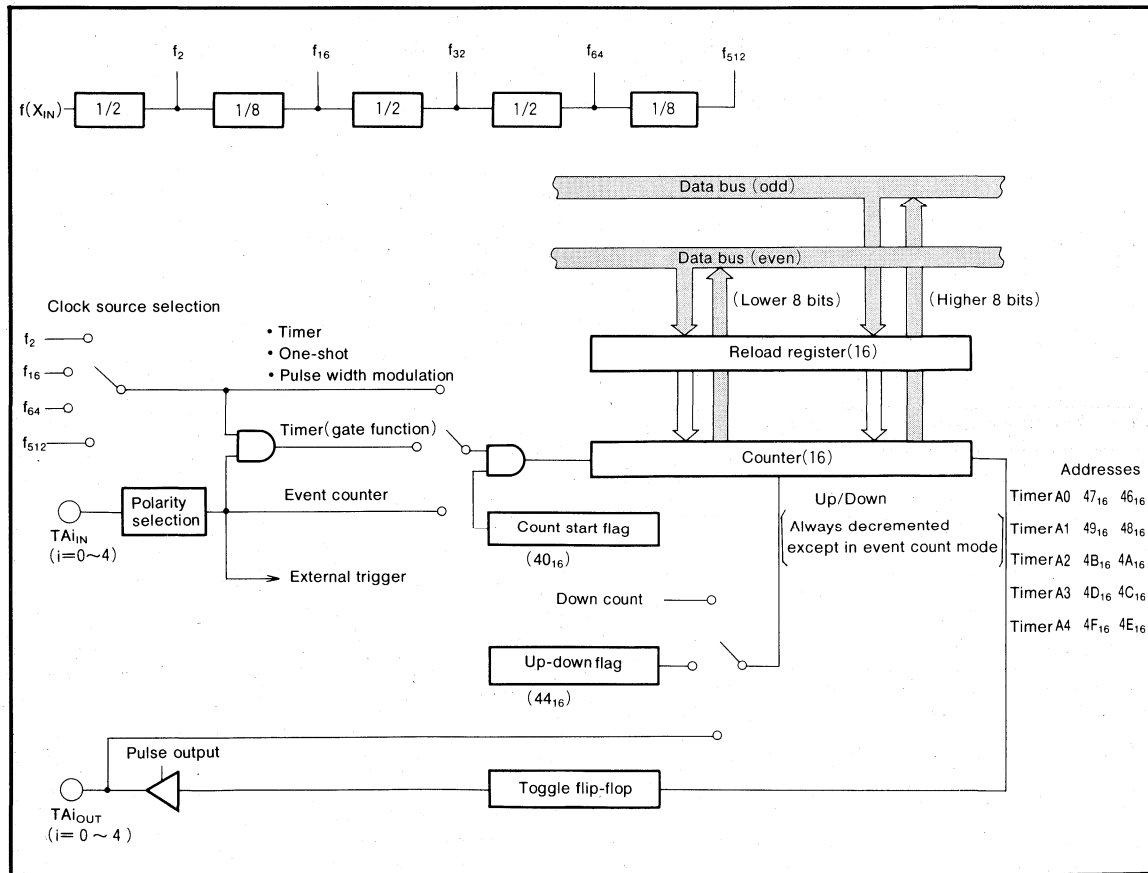 f₂ f₁₆ f₃₂ f₆₄ f₅₁₂
f(X_IN) 1/2 1/8 1/2 1/2 1/8
Data bus (odd)
Data bus (even)
(Lower 8 bits) (Higher 8 bits)
Clock source selection
f₂
f₁₆
f₆₄
f₅₁₂
• Timer
• One-shot
• Pulse width modulation
Reload register(16)
Timer(gate function)
Counter(16)
Polarity
selection
Event counter
TAi_IN
(i=0~4)
External trigger
Count start flag
(40₁₆)
Up/Down
(Always decremented
except in event count mode)
Addresses
Timer A0 47₁₆ 46₁₆
Timer A1 49₁₆ 48₁₆
Timer A2 4B₁₆ 4A₁₆
Timer A3 4D₁₆ 4C₁₆
Timer A4 4F₁₆ 4E₁₆
Down count
Up-down flag
(44₁₆)
Pulse output
Toggle flip-flop
TAi_OUT
(i= 0 ~ 4 )